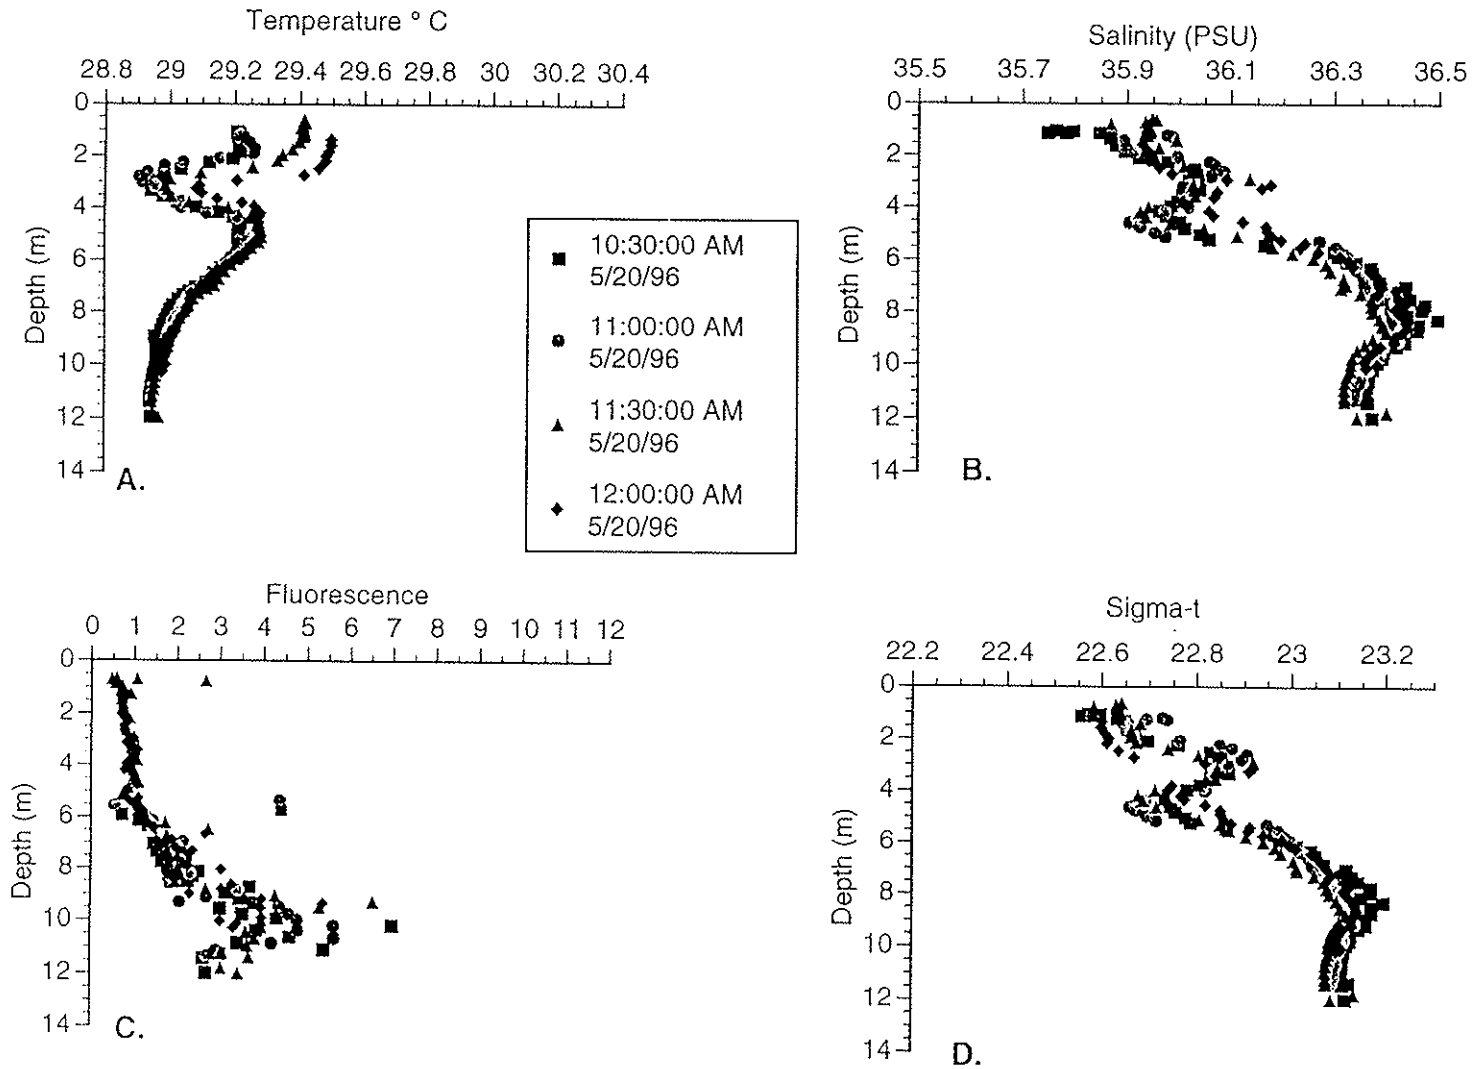 Temperature ° C
28.8 29 29.2 29.4 29.6 29.8 30 30.2 30.4
0
2
4
6
8
10
12
14
Depth (m)
A.
Salinity (PSU)
35.5 35.7 35.9 36.1 36.3 36.5
0
2
4
6
8
10
12
14
Depth (m)
B.
10:30:00 AM
5/20/96
11:00:00 AM
5/20/96
11:30:00 AM
5/20/96
12:00:00 AM
5/20/96
Fluorescence
0 1 2 3 4 5 6 7 8 9 10 11 12
0
2
4
6
8
10
12
14
Depth (m)
C.
Sigma-t
22.2 22.4 22.6 22.8 23 23.2
0
2
4
6
8
10
12
14
Depth (m)
D.